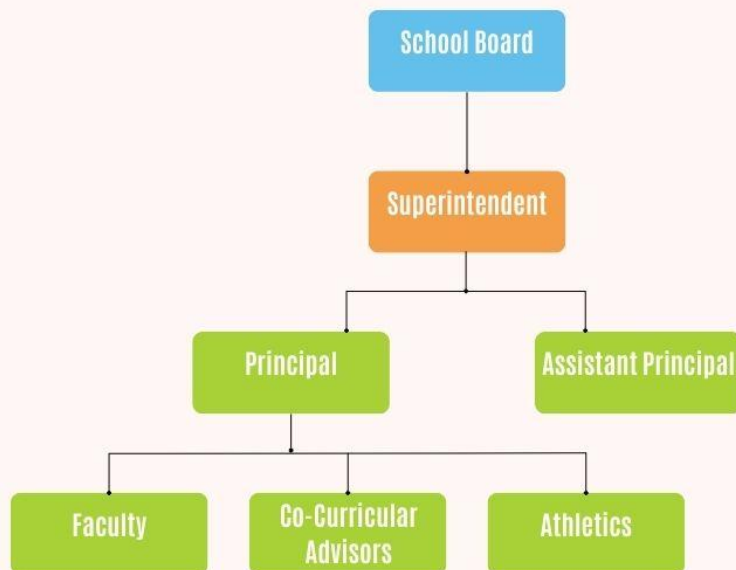 School Board
Superintendent
Principal
Assistant Principal
Faculty
Co-Curricular
Advisors
Athletics